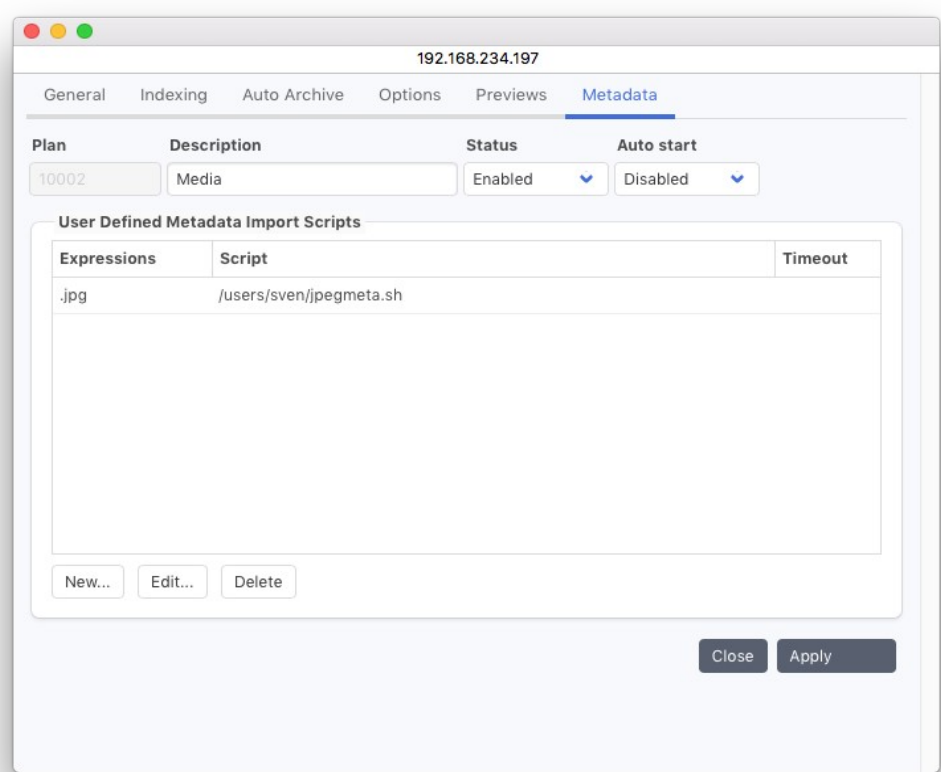 192.168.234.197
General Indexing Auto Archive Options Previews Metadata
Plan Description Status Auto start
10002 Media Enabled Disabled
User Defined Metadata Import Scripts
Expressions Script Timeout
.jpg /users/sven/jpegmeta.sh
New... Edit... Delete
Close Apply